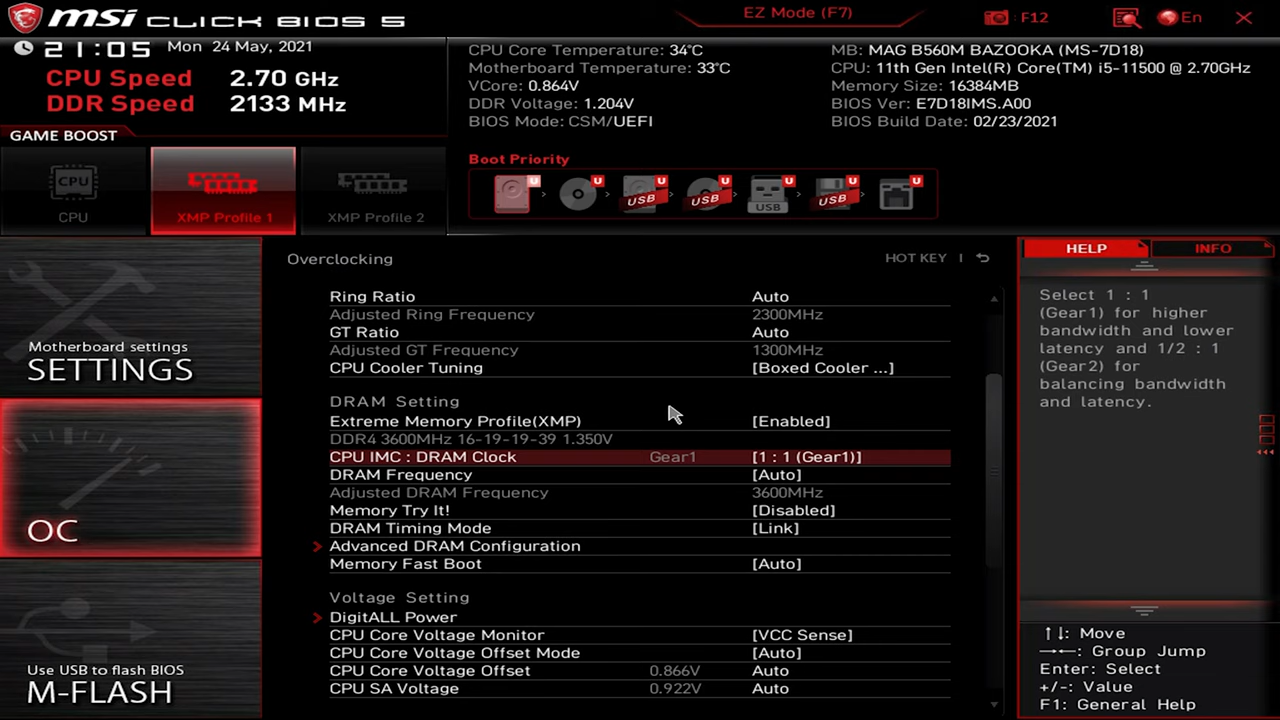 msi CLICK BIOS 5
EZ Mode (F7)
F12
En
21:05 Mon 24 May, 2021
CPU Speed 2.70 GHz
DDR Speed 2133 MHz
CPU Core Temperature: 34°C
Motherboard Temperature: 33°C
VCore: 0.864V
DDR Voltage: 1.204V
BIOS Mode: CSM/UEFI
MB: MAG B560M BAZOOKA (MS-7D18)
CPU: 11th Gen Intel(R) Core(TM) i5-11500 @ 2.70GHz
Memory Size: 16384MB
BIOS Ver: E7D18IMS.A00
BIOS Build Date: 02/23/2021
GAME BOOST
CPU
CPU
XMP Profile 1
XMP Profile 2
Boot Priority
U U U U U U U
USB USB USB USB
Motherboard settings
SETTINGS
OC
Use USB to flash BIOS
M-FLASH
Overclocking
HOT KEY |
Ring Ratio Auto
Adjusted Ring Frequency 2300MHz
GT Ratio Auto
Adjusted GT Frequency 1300MHz
CPU Cooler Tuning [Boxed Cooler ...]
DRAM Setting
Extreme Memory Profile(XMP) [Enabled]
DDR4 3600MHz 16-19-19-39 1.350V
CPU IMC : DRAM Clock Gear1 [1 : 1 (Gear1)]
DRAM Frequency [Auto]
Adjusted DRAM Frequency 3600MHz
Memory Try It! [Disabled]
DRAM Timing Mode [Link]
Advanced DRAM Configuration
Memory Fast Boot [Auto]
Voltage Setting
DigitALL Power
CPU Core Voltage Monitor [VCC Sense]
CPU Core Voltage Offset Mode [Auto]
CPU Core Voltage Offset 0.866V Auto
CPU SA Voltage 0.922V Auto
HELP
INFO
Select 1 : 1
(Gear1) for higher
bandwidth and lower
latency and 1/2 : 1
(Gear2) for
balancing bandwidth
and latency.
↑↓: Move
→←: Group Jump
Enter: Select
+/-: Value
F1: General Help